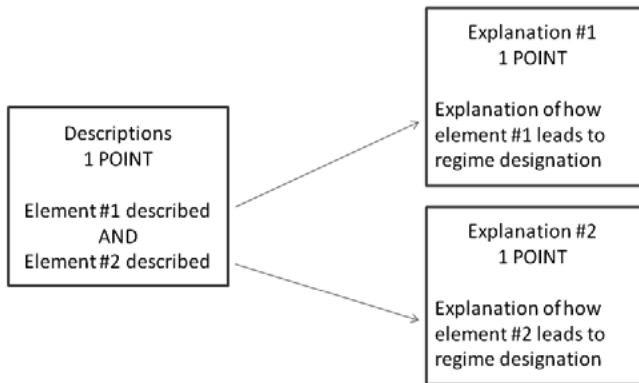 Descriptions
1 POINT
Element #1 described
AND
Element #2 described
Explanation #1
1 POINT
Explanation of how
element #1 leads to
regime designation
Explanation #2
1 POINT
Explanation of how
element #2 leads to
regime designation